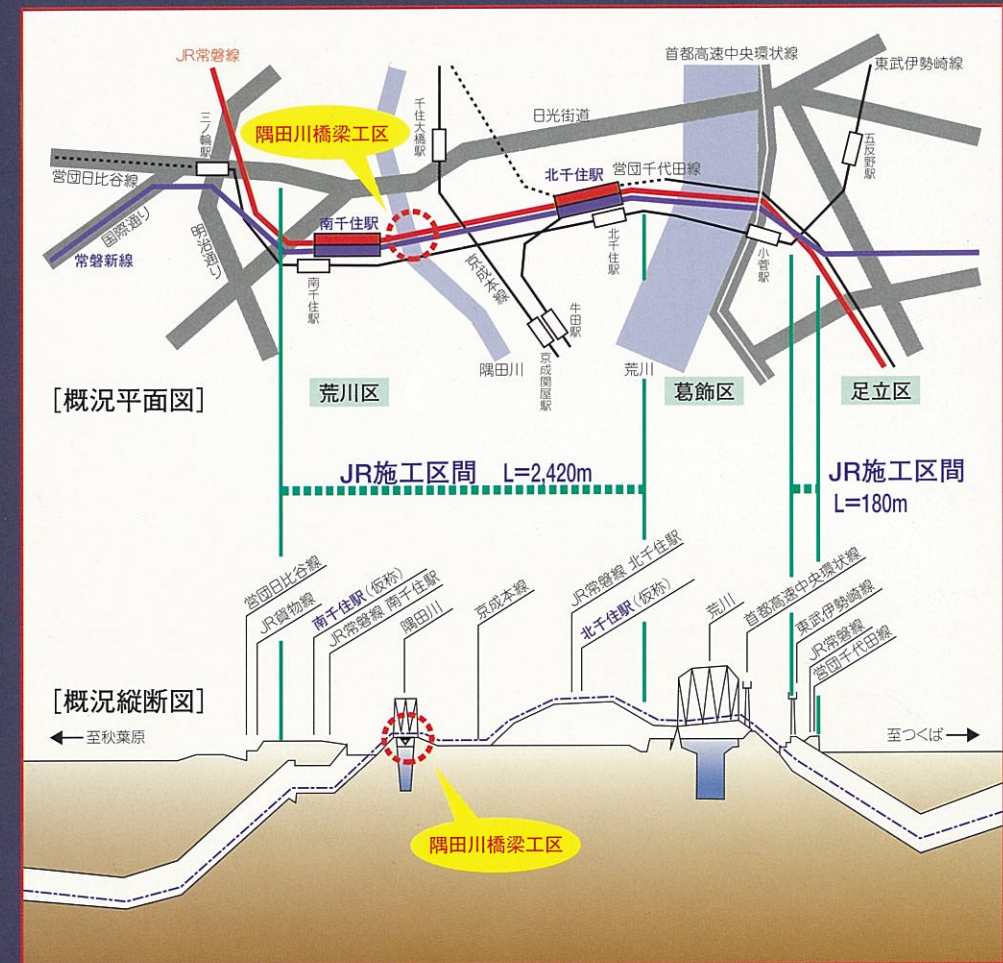 JR常磐線
首都高速中央環状線
東武伊勢崎線
三ノ輪駅
隅田川橋梁工区
千住大橋駅
日光街道
五反野駅
営団日比谷線
営団千代田線
北千住駅
国際通り
明治通り
南千住駅
常磐新線
南千住駅
北千住駅
小菅駅
京成本線
牛田駅
京成関屋駅
隅田川
荒川
[概況平面図]
荒川区
葛飾区
足立区
JR施工区間 L=2,420m
JR施工区間
L=180m
営団日比谷線
JR貨物線
南千住駅(仮称)
JR常磐線 南千住駅
隅田川
京成本線
JR常磐線 北千住駅
北千住駅(仮称)
荒川
首都高速中央環状線
東武伊勢崎線
JR常磐線
営団千代田線
[概況縦断図]
至秋葉原
至つくば
隅田川橋梁工区